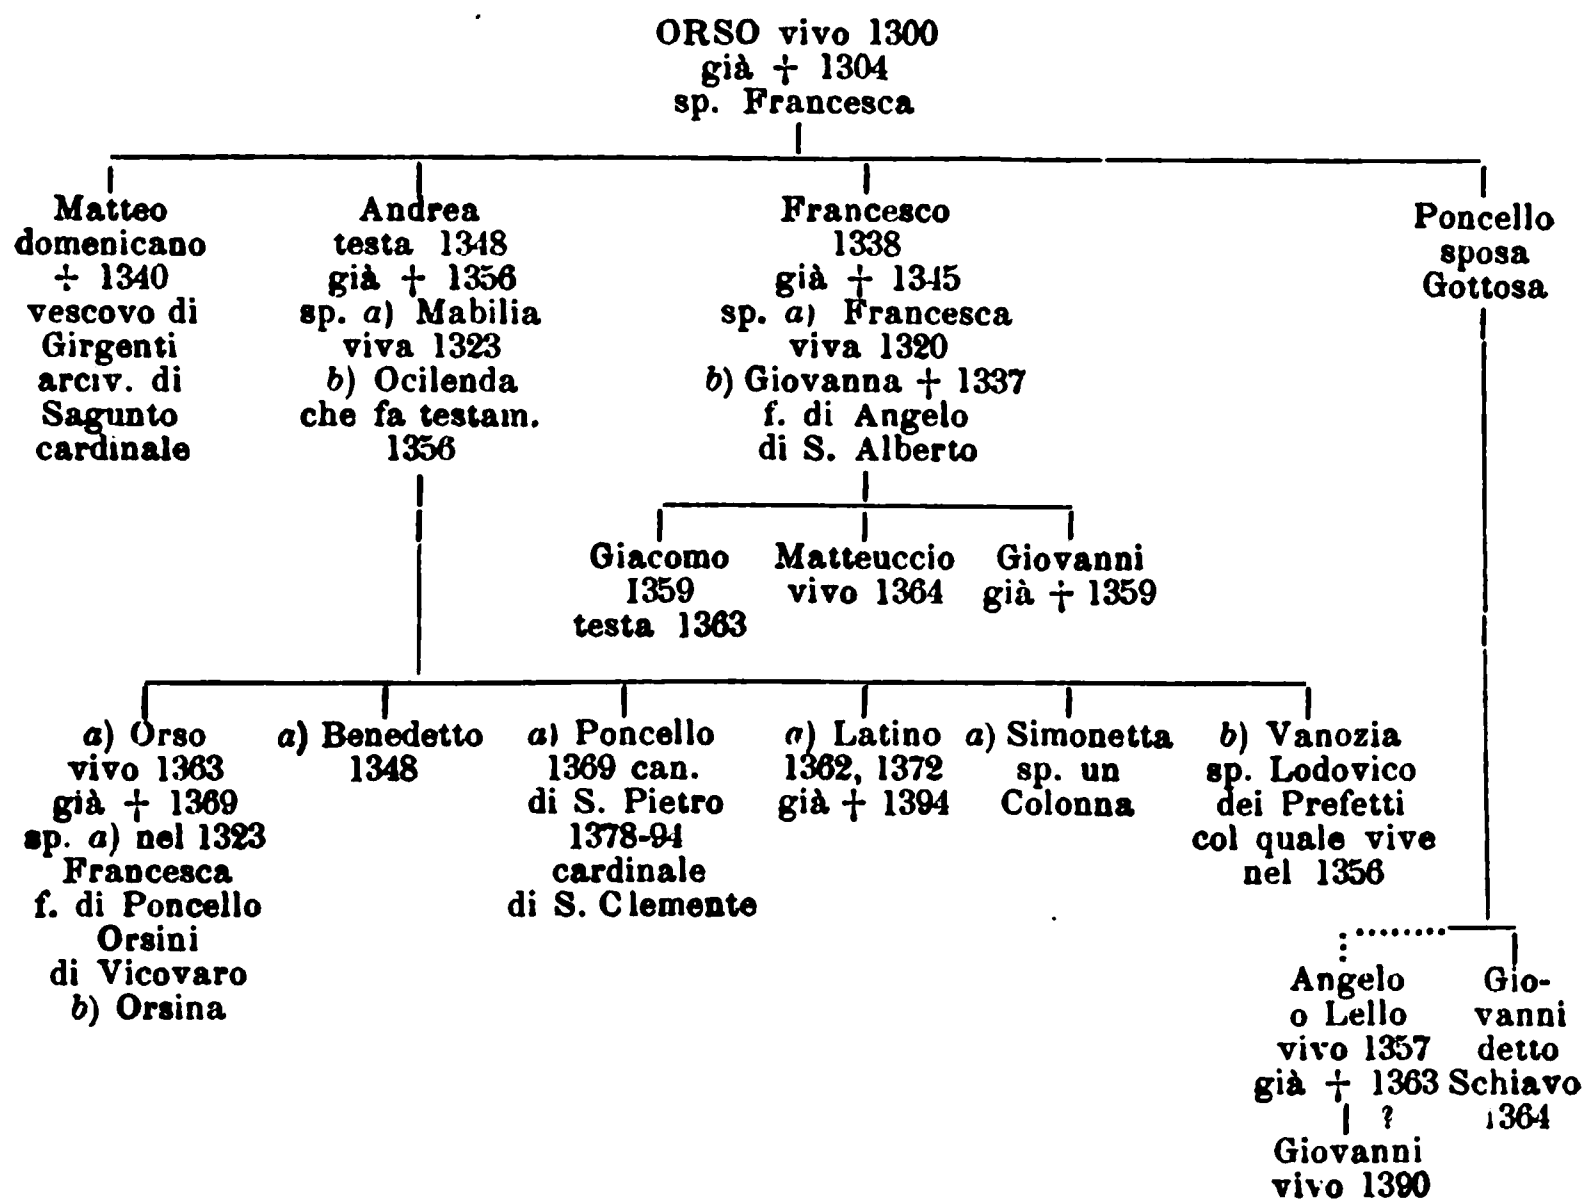 ORSO vivo 1300
già † 1304
sp. Francesca
Matteo
domenicano
† 1340
vescovo di
Girgenti
arciv. di
Sagunto
cardinale
Andrea
testa 1348
già † 1356
sp. a) Mabilia
viva 1323
b) Ocilenda
che fa testam.
1356
Francesco
1338
già † 1345
sp. a) Francesca
viva 1320
b) Giovanna † 1337
f. di Angelo
di S. Alberto
Poncello
sposa
Gottosa
Giacomo
1359
testa 1363
Matteuccio
vivo 1364
Giovanni
già † 1359
a) Orso
vivo 1363
già † 1369
sp. a) nel 1323
Francesca
f. di Poncello
Orsini
di Vicovaro
b) Orsina
a) Benedetto
1348
a) Poncello
1369 can.
di S. Pietro
1378-94
cardinale
di S. Clemente
a) Latino
1362, 1372
già † 1394
a) Simonetta
sp. un
Colonna
b) Vanozia
sp. Lodovico
dei Prefetti
col quale vive
nel 1356
Angelo
o Lello
vivo 1357
già † 1363
?
Giovanni
vivo 1390
Gio-
vanni
detto
Schiavo
1364